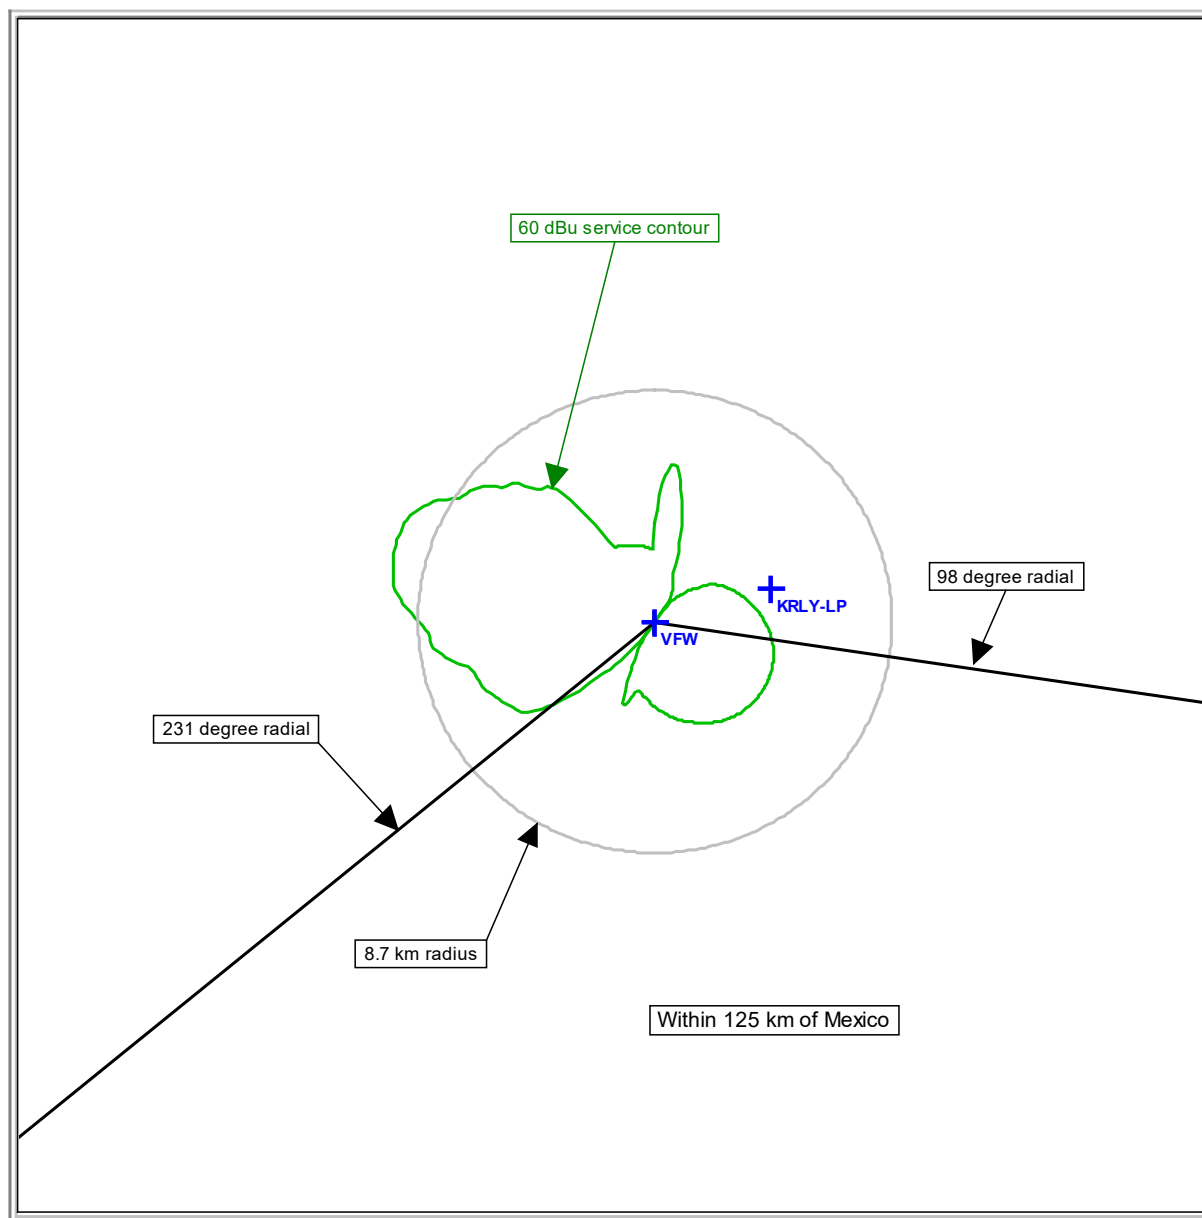 60 dBu service contour
98 degree radial
KRLY-LP
VFW
231 degree radial
8.7 km radius
Within 125 km of Mexico